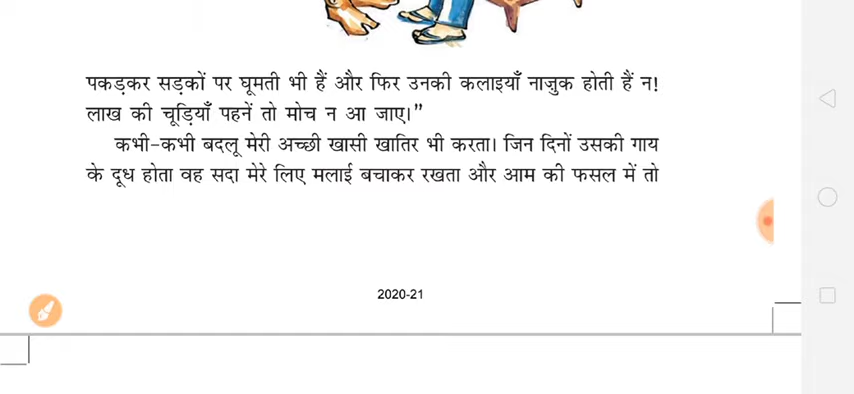 पकड़कर सड़कों पर घूमती भी हैं और फिर उनकी कलाइयाँ नाज़ुक होती हैं न!
लाख की चूड़ियाँ पहनें तो मोच न आ जाए।”
कभी-कभी बदलू मेरी अच्छी खासी खातिर भी करता। जिन दिनों उसकी गाय
के दूध होता वह सदा मेरे लिए मलाई बचाकर रखता और आम की फसल में तो
2020-21